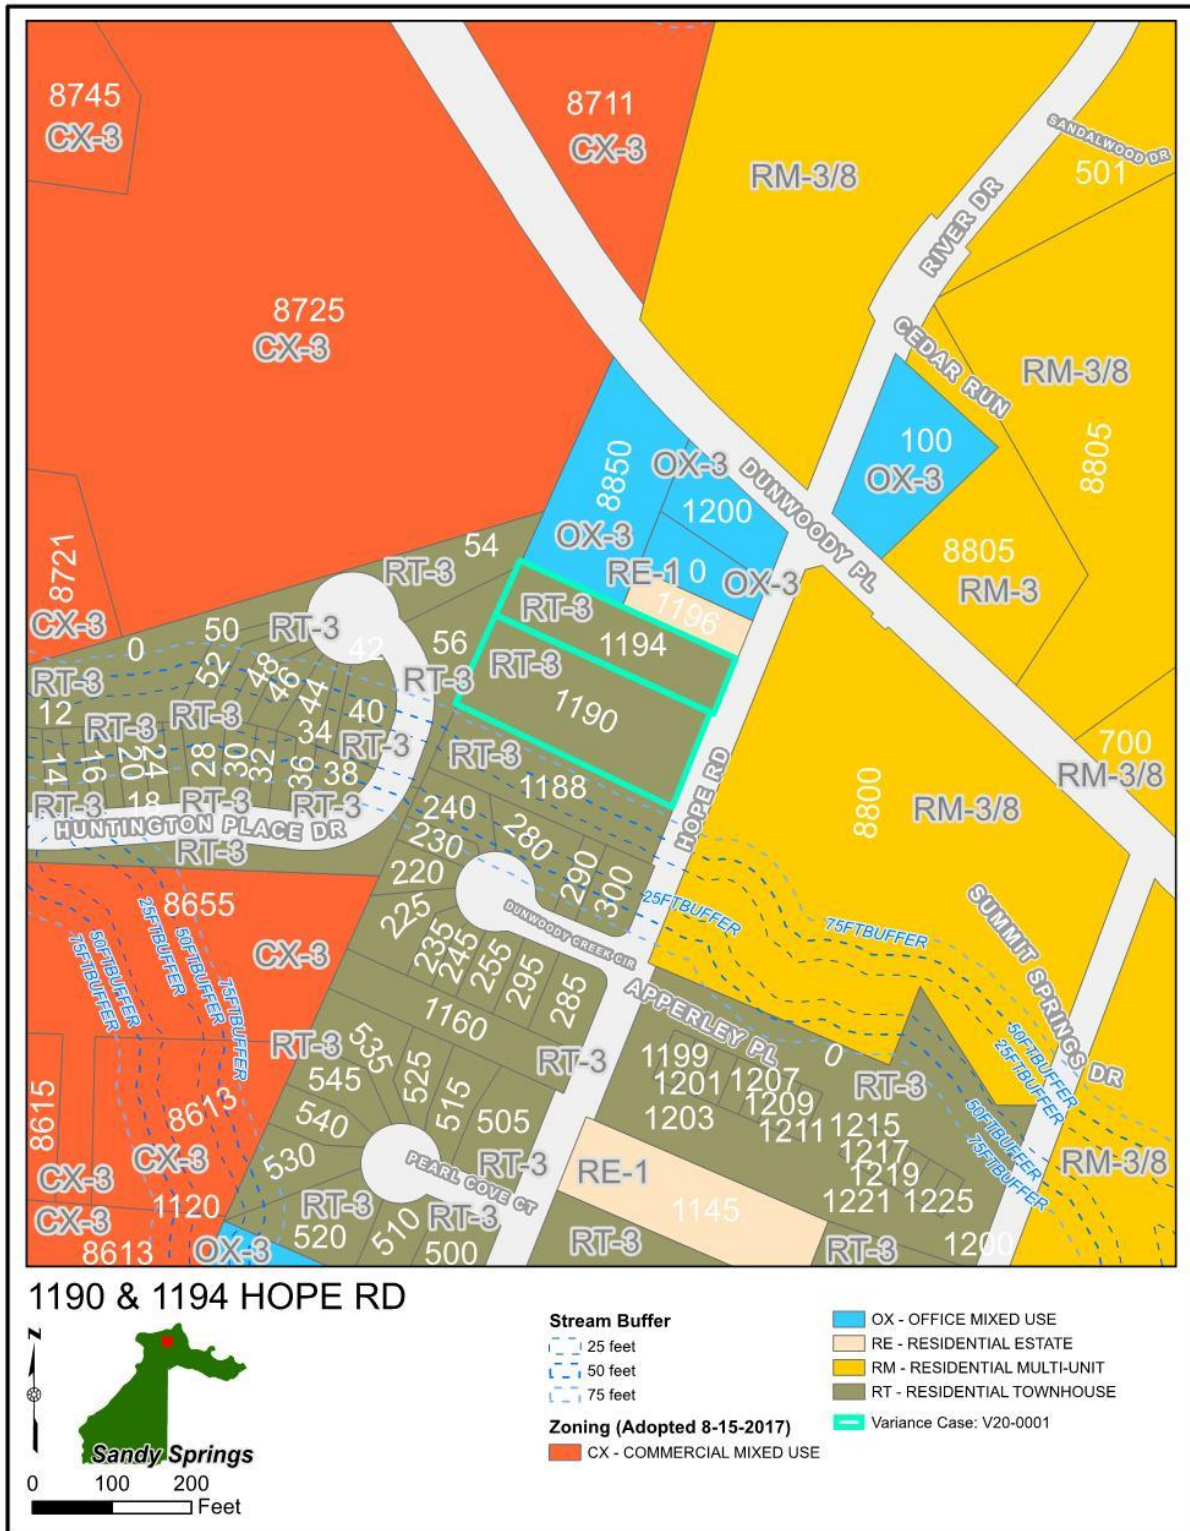 8745
CX-3
8711
CX-3
RM-3/8
SANDALWOOD DR
501
RIVER DR
8725
CX-3
CEDAR RUN
RM-3/8
8805
100
OX-3
8850
OX-3
OX-3
1200
DUNWOODY PL
8805
RM-3
8721
CX-3
54
RT-3
RE-1
0
OX-3
1196
RT-3
1194
50
RT-3
0
42
56
RT-3
RT-3
52
48
46
44
RT-3
12
RT-3
RT-3
40
34
RT-3
1190
14
16
20
24
28
30
32
36
38
RT-3
18
RT-3
RT-3
HUNTINGTON PLACE DR
RT-3
RT-3
1188
HOPE RD
700
RM-3/8
8800
RM-3/8
240
230
280
290
300
220
225
25FTBUFFER
75FTBUFFER
SUMMIT SPRINGS DR
DUNWOODY CREEK CIR
8655
CX-3
25FTBUFFER
50FTBUFFER
50FTBUFFER
75FTBUFFER
75FTBUFFER
235
245
255
295
285
1160
RT-3
RT-3
APPERLEY PL
0
50FTBUFFER
25FTBUFFER
50FTBUFFER
75FTBUFFER
535
545
525
515
540
505
530
RT-3
1199
1201
1207
1203
1209
1211
RT-3
1215
1217
1219
1221
1225
RM-3/8
8615
8613
CX-3
CX-3
CX-3
1120
8613
OX-3
PEARL COVE CT
RT-3
520
510
RT-3
500
RE-1
1145
RT-3
RT-3
1200
1190 & 1194 HOPE RD
N
Sandy Springs
0 100 200
Feet
Stream Buffer
25 feet
50 feet
75 feet
Zoning (Adopted 8-15-2017)
CX - COMMERCIAL MIXED USE
OX - OFFICE MIXED USE
RE - RESIDENTIAL ESTATE
RM - RESIDENTIAL MULTI-UNIT
RT - RESIDENTIAL TOWNHOUSE
Variance Case: V20-0001